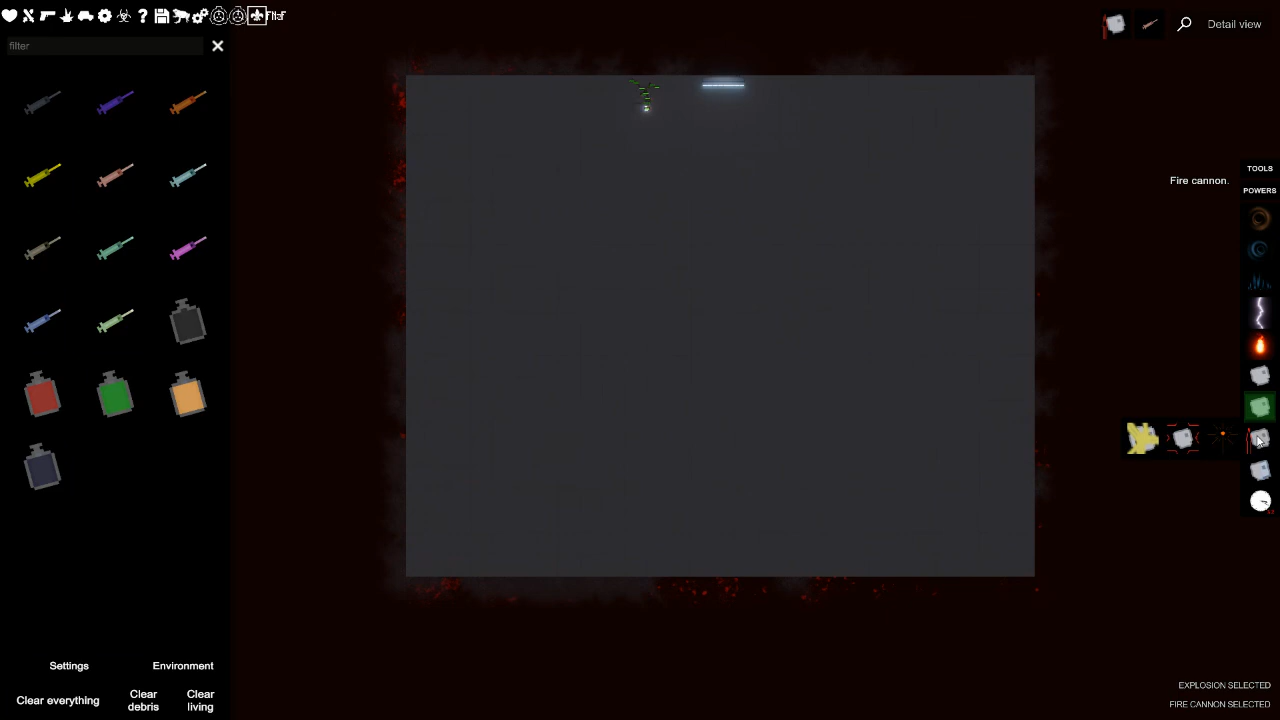 filter
Detail view
TOOLS
POWERS
Fire cannon.
Settings
Environment
Clear everything
Clear debris
Clear living
EXPLOSION SELECTED
FIRE CANNON SELECTED